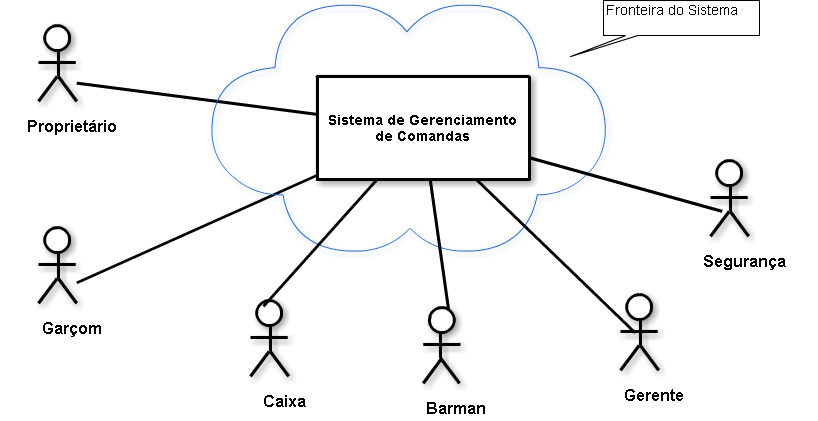 Fronteira do Sistema
Sistema de Gerenciamento
de Comandas
Proprietário
Segurança
Garçom
Caixa
Barman
Gerente